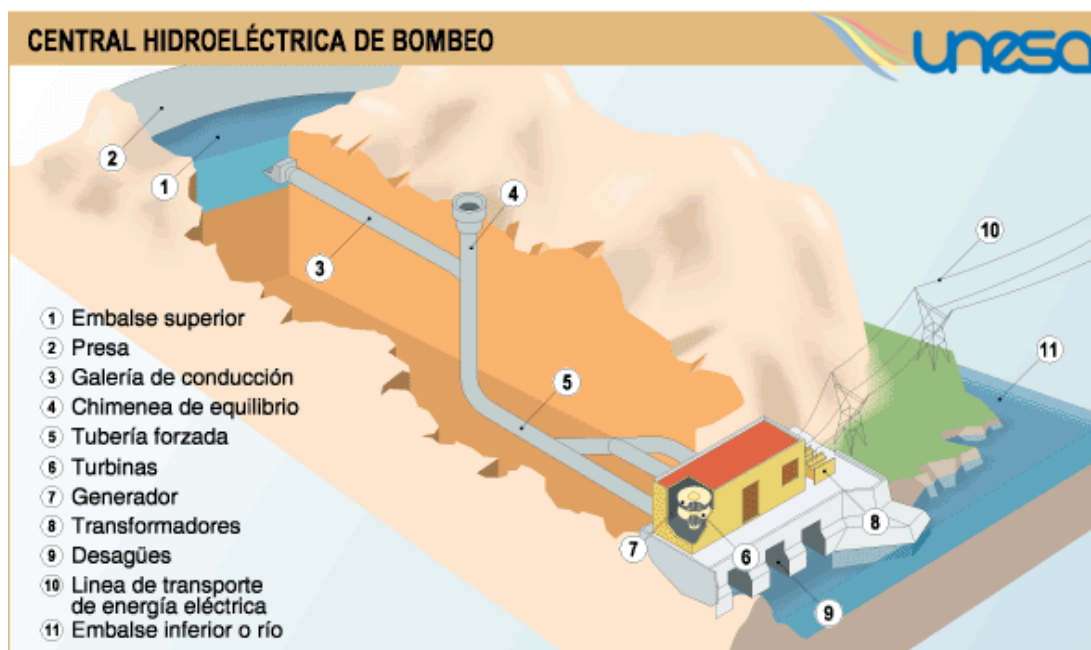 CENTRAL HIDROELÉCTRICA DE BOMBEO
unesa
2
1
4
3
10
11
5
1 Embalse superior
2 Presa
3 Galería de conducción
4 Chimenea de equilibrio
5 Tubería forzada
6 Turbinas
7 Generador
8 Transformadores
9 Desagües
10 Linea de transporte
de energía eléctrica
11 Embalse inferior o río
7
6
8
9